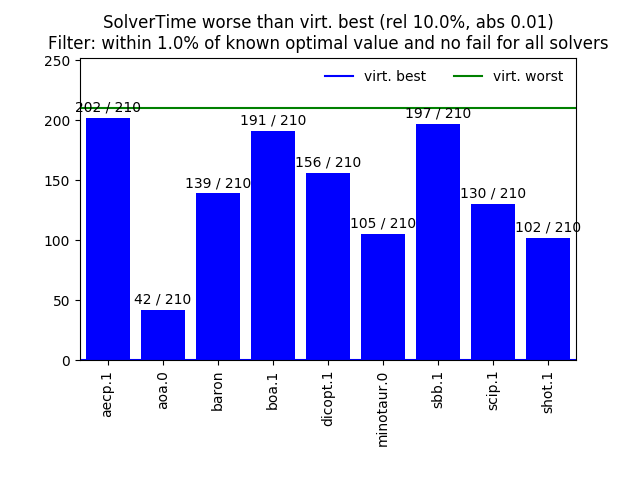 SolverTime worse than virt. best (rel 10.0%, abs 0.01)
Filter: within 1.0% of known optimal value and no fail for all solvers
250
200
150
100
50
0
virt. best
virt. worst
202 / 210
42 / 210
139 / 210
191 / 210
156 / 210
105 / 210
197 / 210
130 / 210
102 / 210
aecp.1
aoa.0
baron
boa.1
dicopt.1
minotaur.0
sbb.1
scip.1
shot.1